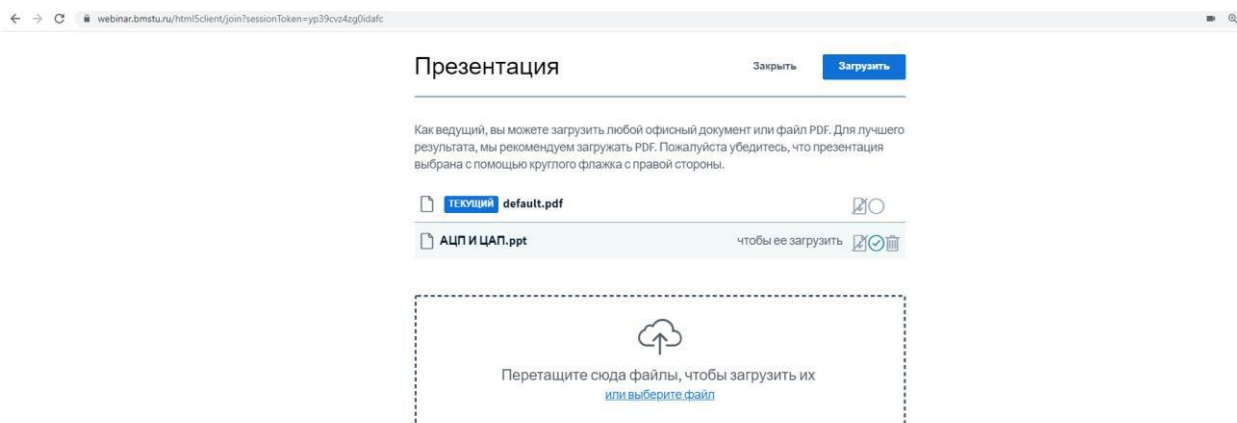 webinar.bmstu.ru/html5client/join?sessionToken=yp39cvz4zg0idafc
Презентация
Закрыть
Загрузить
Как ведущий, вы можете загрузить любой офисный документ или файл PDF. Для лучшего
результата, мы рекомендуем загружать PDF. Пожалуйста убедитесь, что презентация
выбрана с помощью круглого флажка с правой стороны.
ТЕКУЩИЙ default.pdf
АЦП И ЦАП.ppt чтобы ее загрузить
Перетащите сюда файлы, чтобы загрузить их
или выберите файл